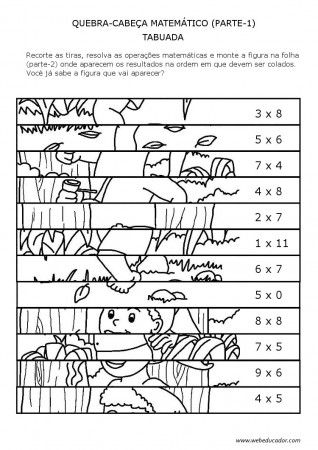 QUEBRA-CABEÇA MATEMÁTICO (PARTE-1)
TABUADA
Recorte as tiras, resolva as operações matemáticas e monte a figura na folha
(parte-2) onde aparecem os resultados na ordem em que devem ser colados.
Você já sabe a figura que vai aparecer?
3 x 8
5 x 6
7 x 4
4 x 8
2 x 7
1 x 11
6 x 7
5 x 0
8 x 8
7 x 5
9 x 6
4 x 5
www.webeducador.com